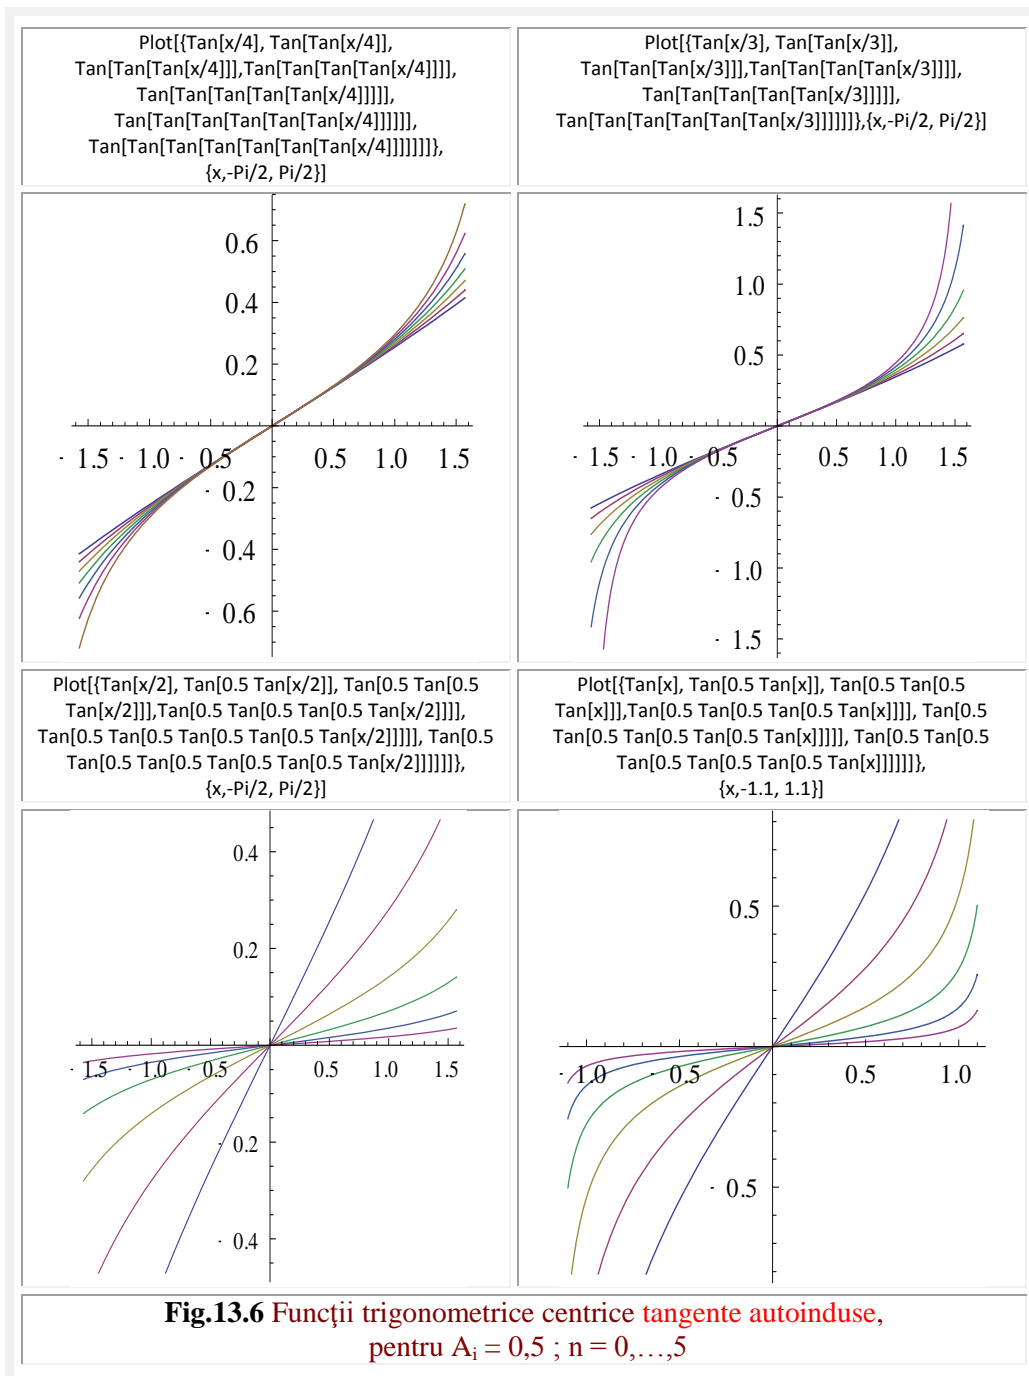 Plot[{Tan[x/4], Tan[Tan[x/4]],
Tan[Tan[Tan[x/4]]],Tan[Tan[Tan[Tan[x/4]]]],
Tan[Tan[Tan[Tan[Tan[x/4]]]]],
Tan[Tan[Tan[Tan[Tan[Tan[x/4]]]]]],
Tan[Tan[Tan[Tan[Tan[Tan[Tan[x/4]]]]]]]},
{x,-Pi/2, Pi/2}]
Plot[{Tan[x/3], Tan[Tan[x/3]],
Tan[Tan[Tan[x/3]]],Tan[Tan[Tan[Tan[x/3]]]],
Tan[Tan[Tan[Tan[Tan[x/3]]]]],
Tan[Tan[Tan[Tan[Tan[Tan[x/3]]]]]]},{x,-Pi/2, Pi/2}]
0.6
0.4
0.2
- 1.5 - 1.0 - 0.5 0.5 1.0 1.5
- 0.2
- 0.4
- 0.6
1.5
1.0
0.5
- 1.5 - 1.0 - 0.5 0.5 1.0 1.5
- 0.5
- 1.0
- 1.5
Plot[{Tan[x/2], Tan[0.5 Tan[x/2]], Tan[0.5 Tan[0.5
Tan[x/2]]],Tan[0.5 Tan[0.5 Tan[0.5 Tan[x/2]]]],
Tan[0.5 Tan[0.5 Tan[0.5 Tan[0.5 Tan[x/2]]]]], Tan[0.5
Tan[0.5 Tan[0.5 Tan[0.5 Tan[0.5 Tan[x/2]]]]]]},
{x,-Pi/2, Pi/2}]
Plot[{Tan[x], Tan[0.5 Tan[x]], Tan[0.5 Tan[0.5
Tan[x]]],Tan[0.5 Tan[0.5 Tan[0.5 Tan[x]]]], Tan[0.5
Tan[0.5 Tan[0.5 Tan[0.5 Tan[x]]]]], Tan[0.5 Tan[0.5
Tan[0.5 Tan[0.5 Tan[0.5 Tan[x]]]]]]},
{x,-1.1, 1.1}]
0.4
0.2
- 1.5 - 1.0 - 0.5 0.5 1.0 1.5
- 0.2
- 0.4
0.5
- 1.0 - 0.5 0.5 1.0
- 0.5
Fig.13.6 Funcţii trigonometrice centrice tangente autoinduse,
pentru Ai = 0,5 ; n = 0,…,5